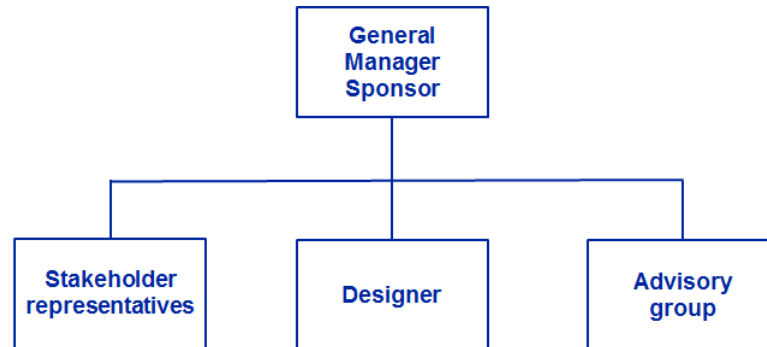 General
Manager
Sponsor
Stakeholder
representatives
Designer
Advisory
group